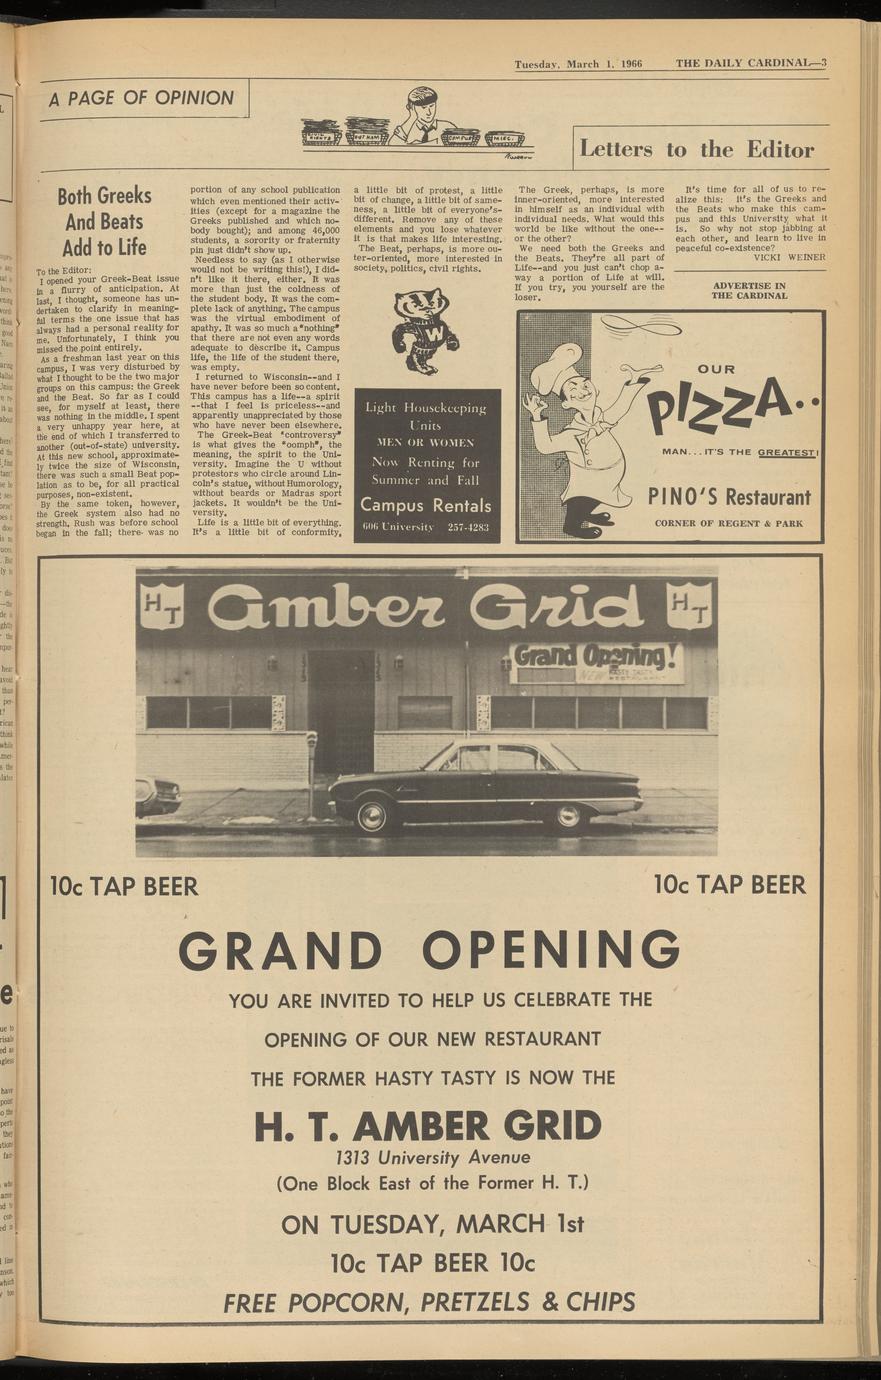 Tuesday, March 1, 1966 THE DAILY CARDINAL—3
A PAGE OF OPINION
CIVIL RIGHTS
VIET NAM
CAMPUS
MISC.
Letters to the Editor
Both Greeks
And Beats
Add to Life
To the Editor:
I opened your Greek-Beat issue
in a flurry of anticipation. At
last, I thought, someone has un-
dertaken to clarify in meaning-
ful terms the one issue that has
always had a personal reality for
me. Unfortunately, I think you
missed the point entirely.
As a freshman last year on this
campus, I was very disturbed by
what I thought to be the two major
groups on this campus: the Greek
and the Beat. So far as I could
see, for myself at least, there
was nothing in the middle. I spent
a very unhappy year here, at
the end of which I transferred to
another (out-of-state) university.
At this new school, approximate-
ly twice the size of Wisconsin,
there was such a small Beat pop-
lation as to be, for all practical
purposes, non-existent.
By the same token, however,
the Greek system also had no
strength. Rush was before school
began in the fall; there was no
portion of any school publication
which even mentioned their activ-
ities (except for a magazine the
Greeks published and which no-
body bought); and among 46,000
students, a sorority or fraternity
pin just didn't show up.
Needless to say (as I otherwise
would not be writing this!), I did-
n't like it there, either. It was
more than just the coldness of
the student body. It was the com-
plete lack of anything. The campus
was the virtual embodiment of
apathy. It was so much a "nothing"
that there are not even any words
adequate to describe it. Campus
life, the life of the student there,
was empty.
I returned to Wisconsin--and I
have never before been so content.
This campus has a life--a spirit
--that I feel is priceless--and
apparently unappreciated by those
who have never been elsewhere.
The Greek-Beat "controversy"
is what gives the "oomph", the
meaning, the spirit to the Uni-
versity. Imagine the U without
protestors who circle around Lin-
coln's statue, without Humorology,
without beards or Madras sport
jackets. It wouldn't be the Uni-
versity.
Life is a little bit of everything.
It's a little bit of conformity,
a little bit of protest, a little
bit of change, a little bit of same-
ness, a little bit of everyone's-
different. Remove any of these
elements and you lose whatever
it is that makes life interesting.
The Beat, perhaps, is more ou-
ter-oriented, more interested in
society, politics, civil rights.
The Greek, perhaps, is more
inner-oriented, more interested
in himself as an individual with
individual needs. What would this
world be like without the one--
or the other?
We need both the Greeks and
the Beats. They're all part of
Life--and you just can't chop a-
way a portion of Life at will.
If you try, you yourself are the
loser.
It's time for all of us to re-
alize this: It's the Greeks and
the Beats who make this cam-
pus and this University what it
is. So why not stop jabbing at
each other, and learn to live in
peaceful co-existence?
VICKI WEINER
ADVERTISE IN
THE CARDINAL
W
Light Housekeeping
Units
MEN OR WOMEN
Now Renting for
Summer and Fall
Campus Rentals
606 University 257-4283
OUR
PIZZA..
MAN...IT'S THE GREATEST!
PINO'S Restaurant
CORNER OF REGENT & PARK
HT Amber Grid HT
Grand Opening!
NEW HASTY TASTY
RESTAURANT
10c TAP BEER 10c TAP BEER
GRAND OPENING
YOU ARE INVITED TO HELP US CELEBRATE THE
OPENING OF OUR NEW RESTAURANT
THE FORMER HASTY TASTY IS NOW THE
H. T. AMBER GRID
1313 University Avenue
(One Block East of the Former H. T.)
ON TUESDAY, MARCH 1st
10c TAP BEER 10c
FREE POPCORN, PRETZELS & CHIPS